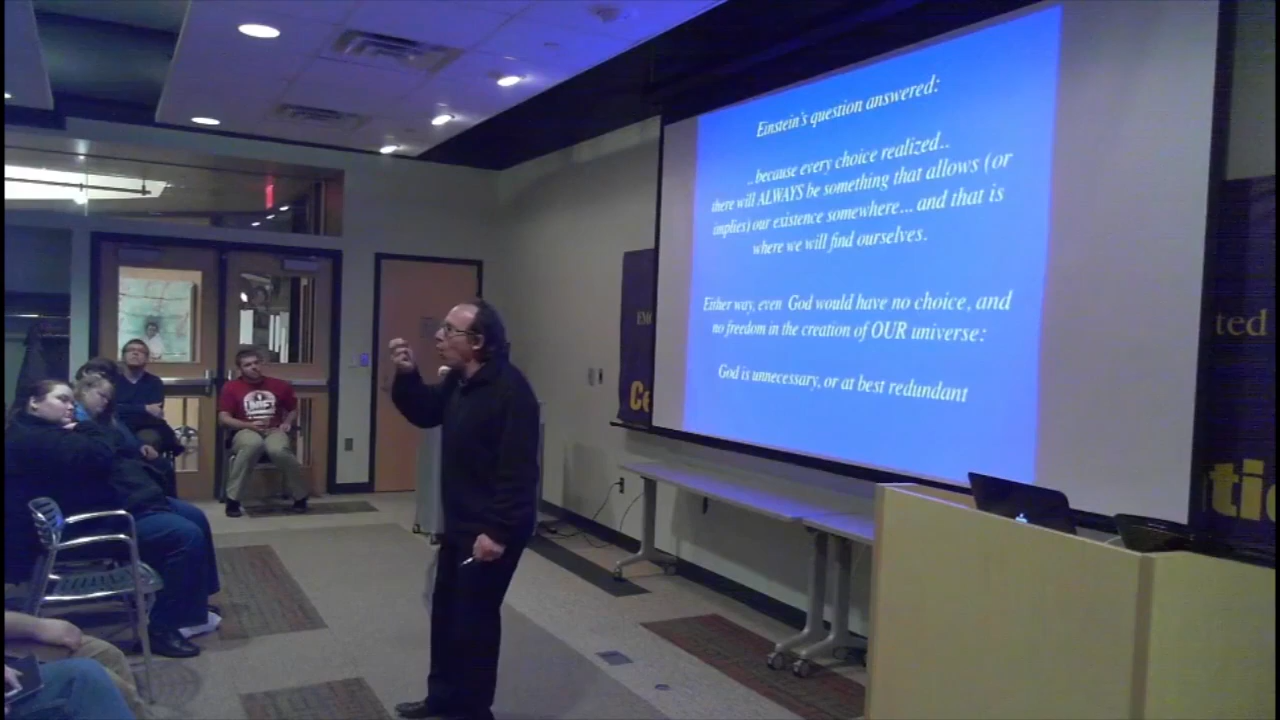 Einstein's question answered:
.. because every choice realized..
there will ALWAYS be something that allows (or
implies) our existence somewhere... and that is
where we will find ourselves.
Either way, even God would have no choice, and
no freedom in the creation of OUR universe:
God is unnecessary, or at best redundant
ted
tic
Ce